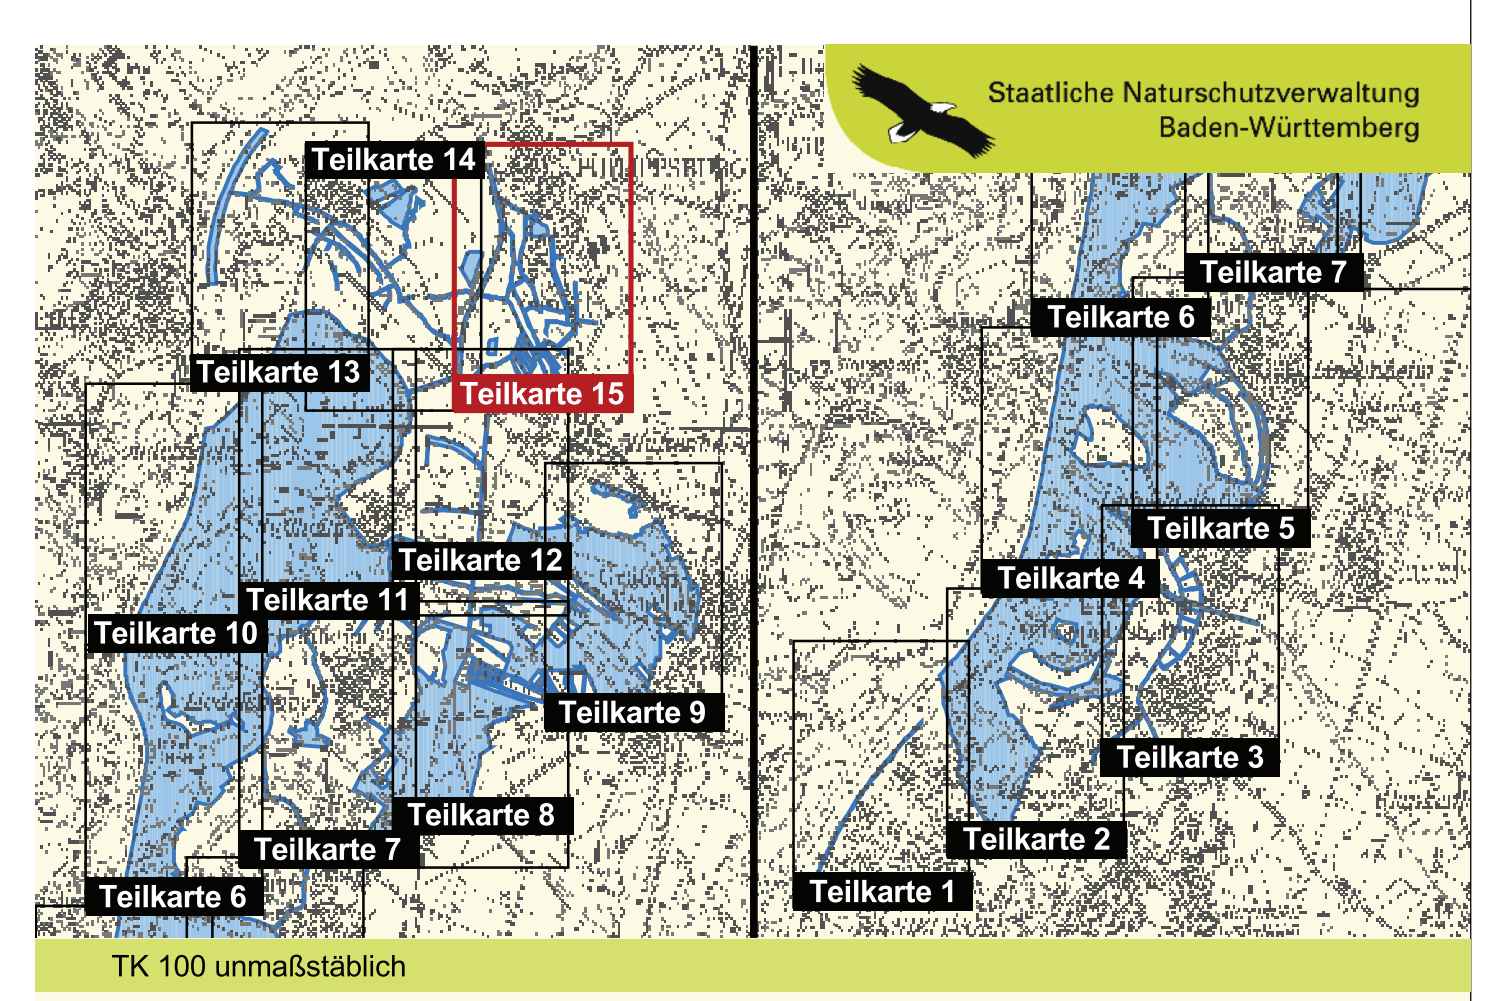 Staatliche Naturschutzverwaltung
Baden-Württemberg
Teilkarte 14
Teilkarte 13
Teilkarte 15
Teilkarte 12
Teilkarte 11
Teilkarte 10
Teilkarte 9
Teilkarte 8
Teilkarte 7
Teilkarte 6
Teilkarte 7
Teilkarte 6
Teilkarte 5
Teilkarte 4
Teilkarte 3
Teilkarte 2
Teilkarte 1
TK 100 unmaßstäblich